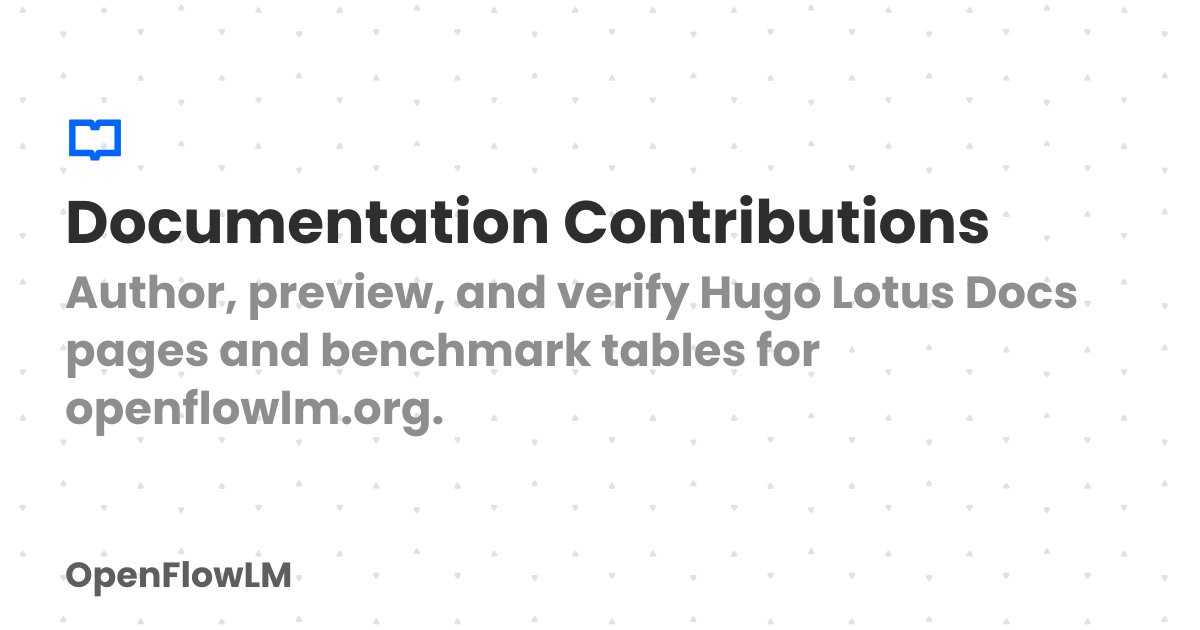 Documentation Contributions
Author, preview, and verify Hugo Lotus Docs
pages and benchmark tables for
openflowlm.org.
OpenFlowLM